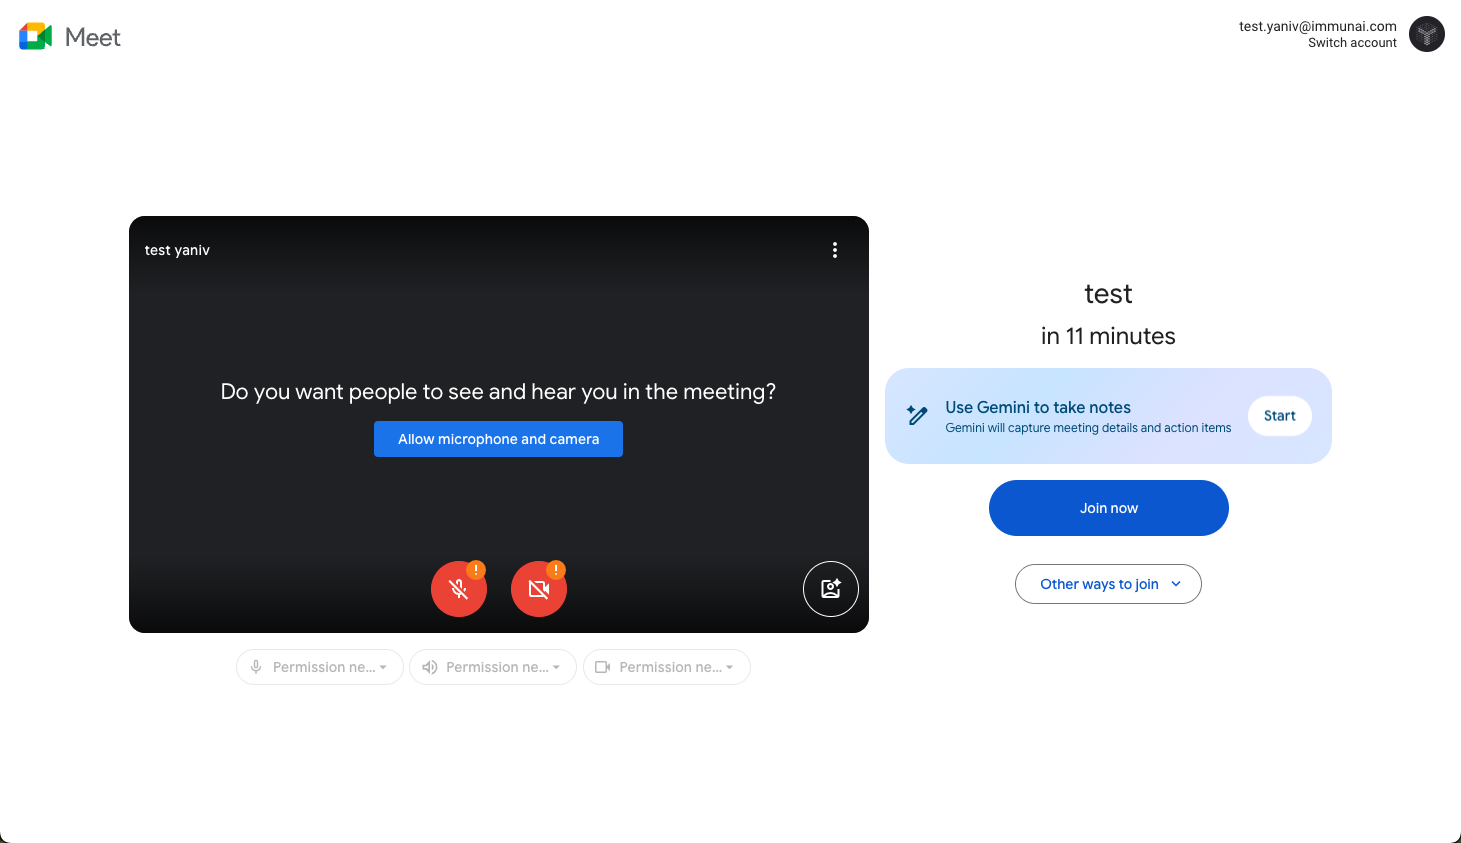 Meet
test.yaniv@immunai.com
Switch account
test yaniv
Do you want people to see and hear you in the meeting?
Allow microphone and camera
Permission ne...
Permission ne...
Permission ne...
test
in 11 minutes
Use Gemini to take notes
Gemini will capture meeting details and action items
Start
Join now
Other ways to join